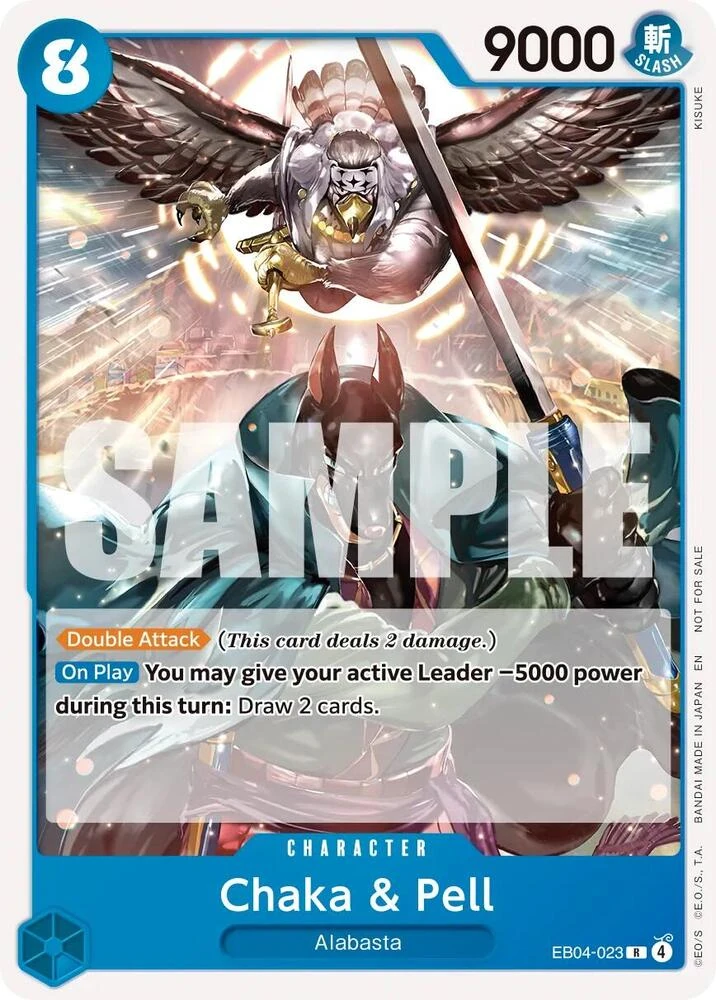 8
9000
斬
SLASH
KISUKE
SAMPLE
Double Attack (This card deals 2 damage.)
On Play You may give your active Leader −5000 power
during this turn: Draw 2 cards.
©EO/S ©E.O./S., T.A. BANDAI MADE IN JAPAN EN NOT FOR SALE
CHARACTER
Chaka & Pell
Alabasta
EB04-023 R 4